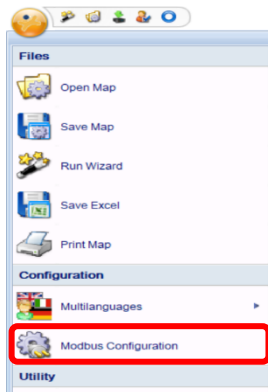 Files
Open Map
Save Map
Run Wizard
Save Excel
Print Map
Configuration
Multilanguages
Modbus Configuration
Utility